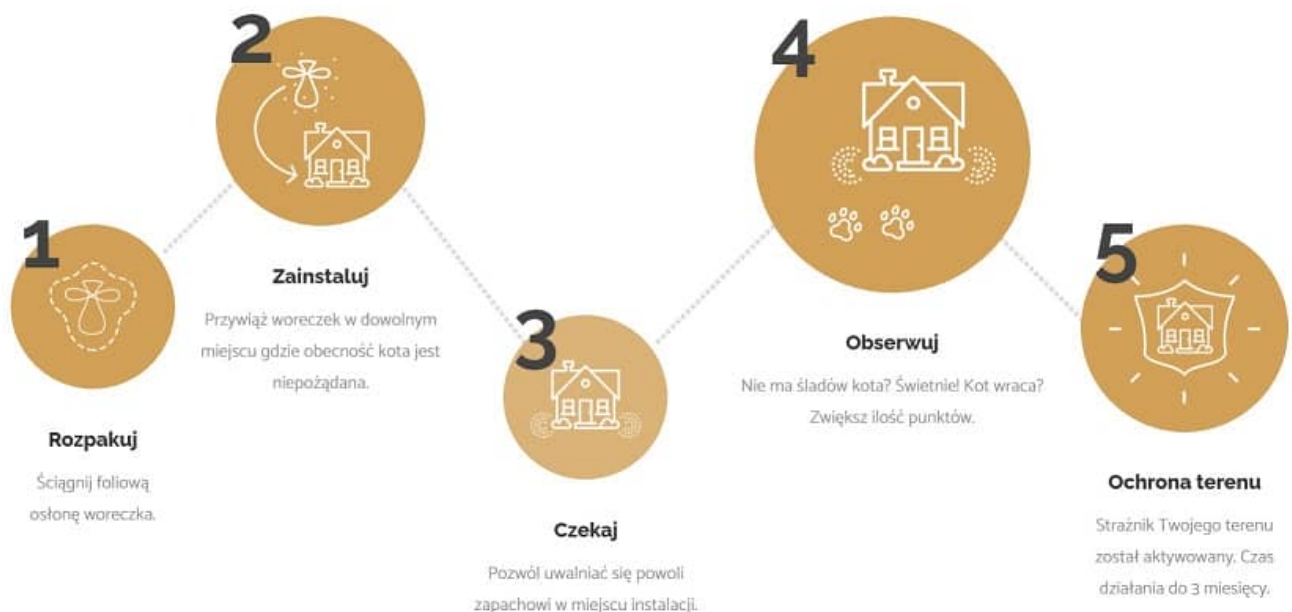 1
Rozpakuj
Ściągnij foliową
osłonę woreczka.
2
Zainstaluj
Przywiąż woreczek w dowolnym
miejscu gdzie obecność kota jest
niepożądana.
3
Czekaj
Pozwól uwalniać się powoli
zapachowi w miejscu instalacji.
4
Obserwuj
Nie ma śladów kota? Świetnie! Kot wraca?
Zwiększ ilość punktów.
5
Ochrona terenu
Strażnik Twojego terenu
został aktywowany. Czas
działania do 3 miesięcy.